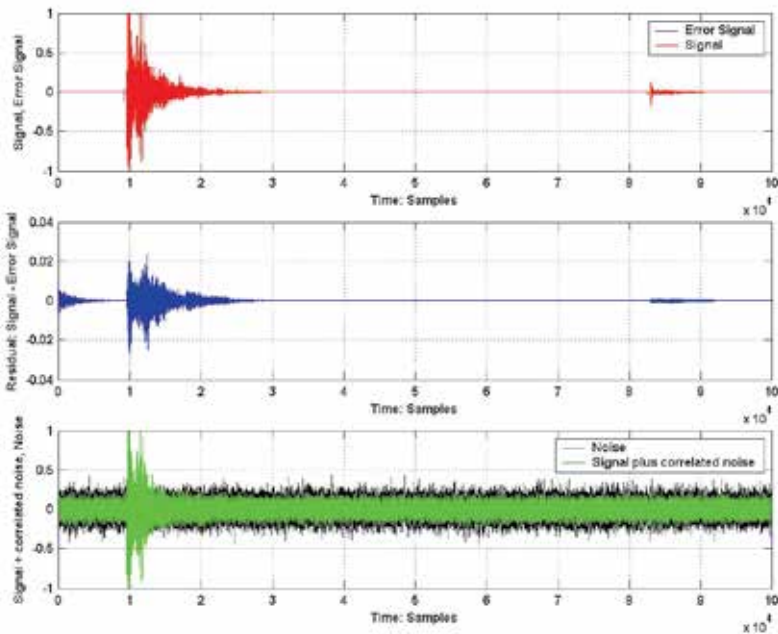 Signal, Error Signal
1
0.5
0
-0.5
-1
Error Signal
Signal
0 1 2 3 4 5 6 7 8 9 10
Time: Samples
x 10
Residual: Signal - Error Signal
0.04
0.02
0
-0.02
-0.04
0 1 2 3 4 5 6 7 8 9 10
Time: Samples
x 10
Signal + correlated noise, Noise
1
0.5
0
-0.5
-1
Noise
Signal plus correlated noise
0 1 2 3 4 5 6 7 8 9 10
Time: Samples
x 10